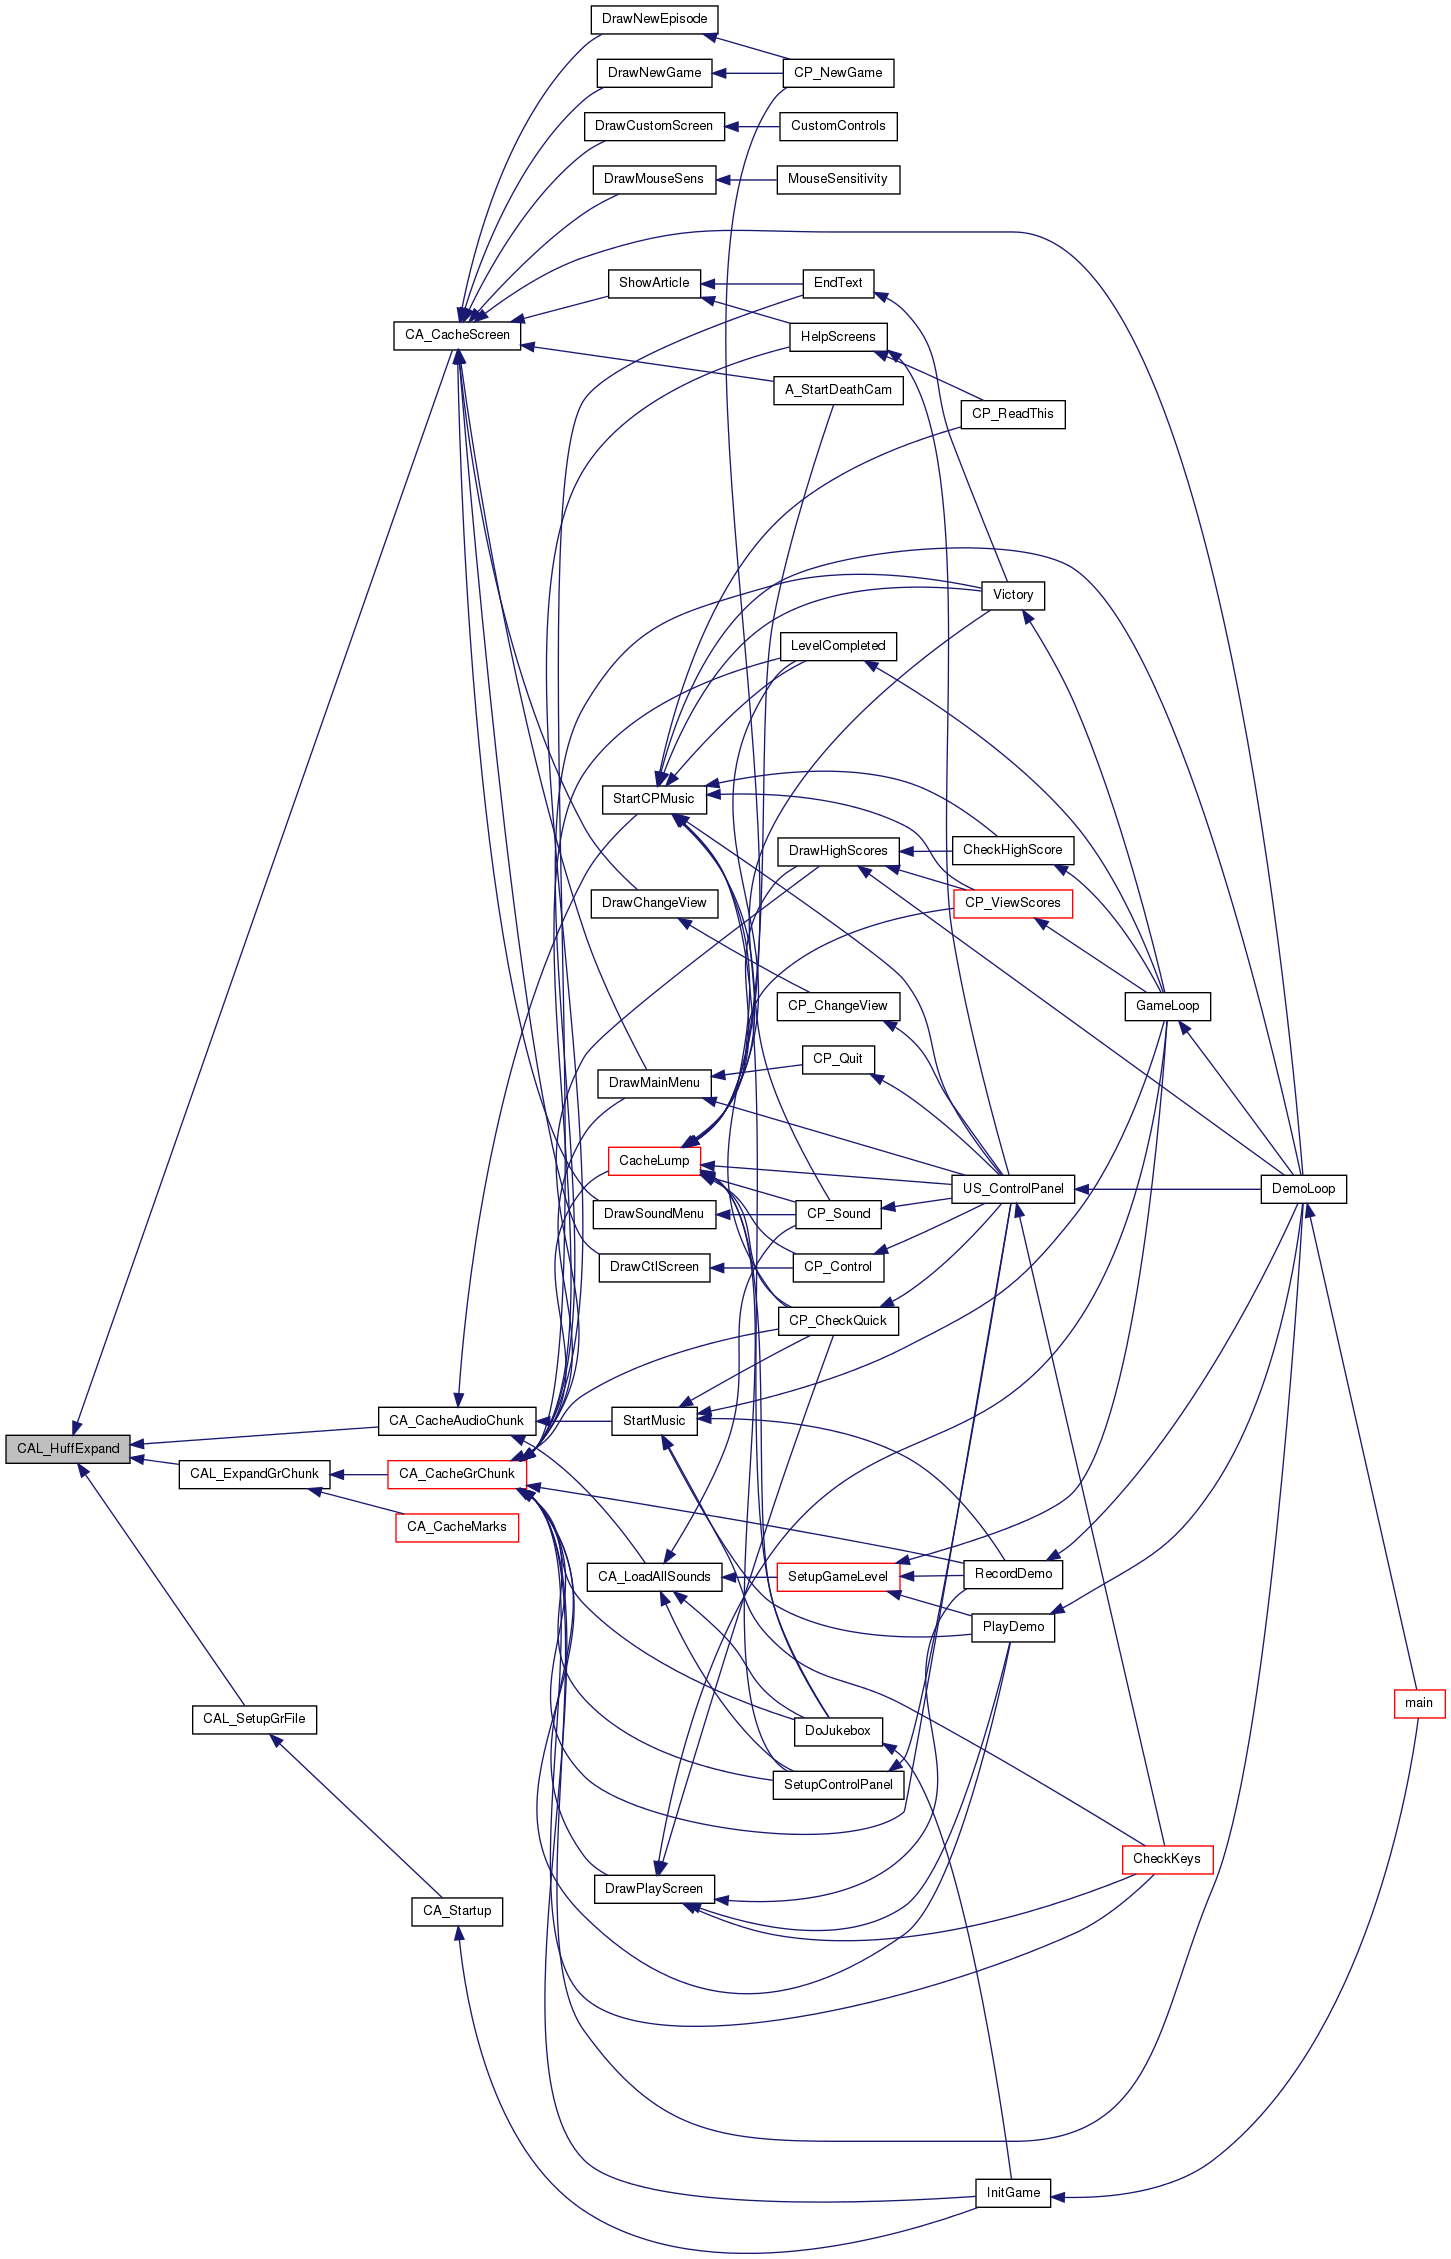 DrawNewEpisode
DrawNewGame
CP_NewGame
DrawCustomScreen
CustomControls
DrawMouseSens
MouseSensitivity
ShowArticle
EndText
CA_CacheScreen
HelpScreens
A_StartDeathCam
CP_ReadThis
Victory
LevelCompleted
StartCPMusic
DrawHighScores
CheckHighScore
DrawChangeView
CP_ViewScores
CP_ChangeView
GameLoop
CP_Quit
DrawMainMenu
CacheLump
US_ControlPanel
DemoLoop
DrawSoundMenu
CP_Sound
DrawCtlScreen
CP_Control
CP_CheckQuick
CA_CacheAudioChunk
StartMusic
CAL_HuffExpand
CAL_ExpandGrChunk
CA_CacheGrChunk
CA_CacheMarks
CA_LoadAllSounds
SetupGameLevel
RecordDemo
PlayDemo
CAL_SetupGrFile
DoJukebox
main
SetupControlPanel
CheckKeys
DrawPlayScreen
CA_Startup
InitGame